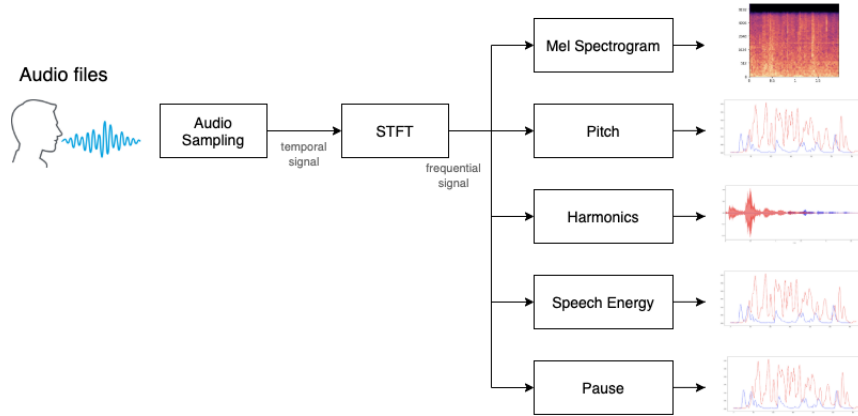 Audio files
Audio
Sampling
temporal
signal
STFT
frequential
signal
Mel Spectrogram
Pitch
Harmonics
Speech Energy
Pause